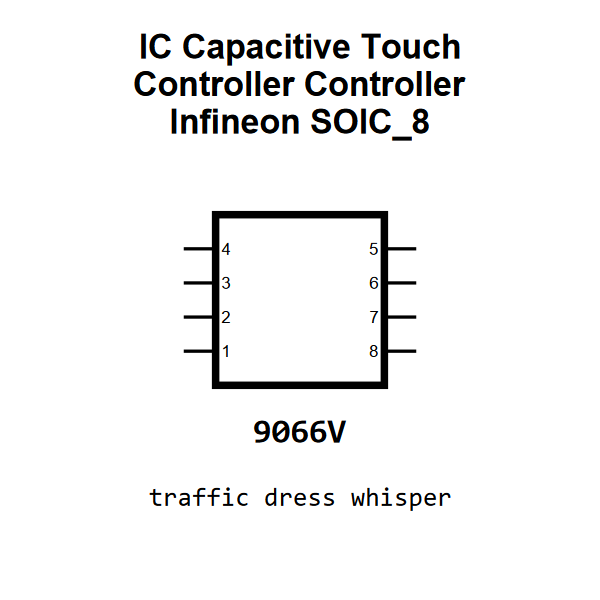 IC Capacitive Touch
Controller Controller
Infineon SOIC_8
4 5
3 6
2 7
1 8
9066V
traffic dress whisper